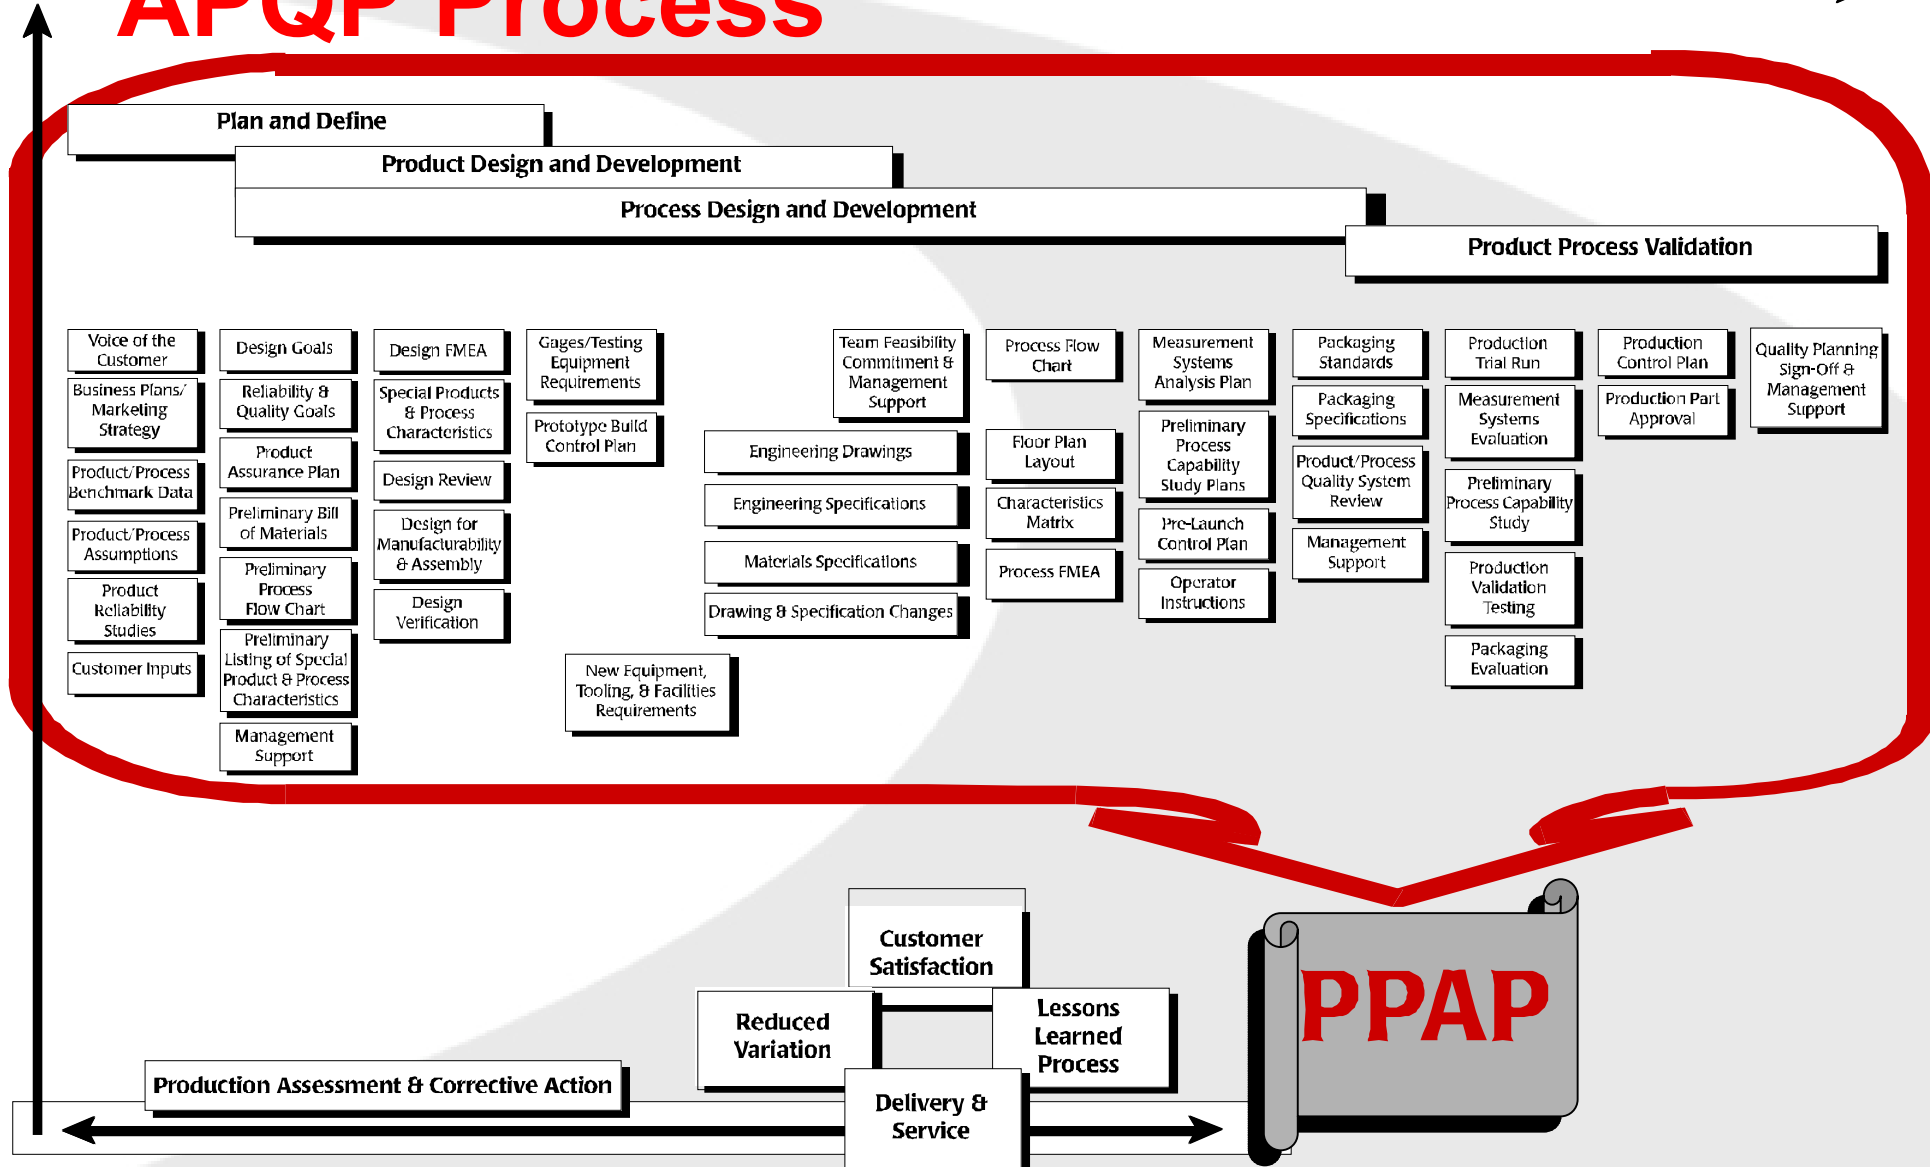 APQP Process
Plan and Define
Product Design and Development
Process Design and Development
Product Process Validation
Voice of the
Customer
Business Plans/
Marketing
Strategy
Product/Process
Benchmark Data
Product/Process
Assumptions
Product
Reliability
Studies
Customer Inputs
Design Goals
Reliability &
Quality Goals
Product
Assurance Plan
Preliminary Bill
of Materials
Preliminary
Process
Flow Chart
Preliminary
Listing of Special
Product & Process
Characteristics
Management
Support
Design FMEA
Special Products
& Process
Characteristics
Design Review
Design for
Manufacturability
& Assembly
Design
Verification
Gages/Testing
Equipment
Requirements
Prototype Build
Control Plan
New Equipment,
Tooling, & Facilities
Requirements
Team Feasibility
Commitment &
Management
Support
Engineering Drawings
Engineering Specifications
Materials Specifications
Drawing & Specification Changes
Process Flow
Chart
Floor Plan
Layout
Characteristics
Matrix
Process FMEA
Measurement
Systems
Analysis Plan
Preliminary
Process
Capability
Study Plans
Pre-Launch
Control Plan
Operator
Instructions
Packaging
Standards
Packaging
Specifications
Product/Process
Quality System
Review
Management
Support
Production
Trial Run
Measurement
Systems
Evaluation
Preliminary
Process Capability
Study
Production
Validation
Testing
Packaging
Evaluation
Production
Control Plan
Production Part
Approval
Quality Planning
Sign-Off &
Management
Support
Customer
Satisfaction
Reduced
Variation
Lessons
Learned
Process
Delivery &
Service
Production Assessment & Corrective Action
PPAP